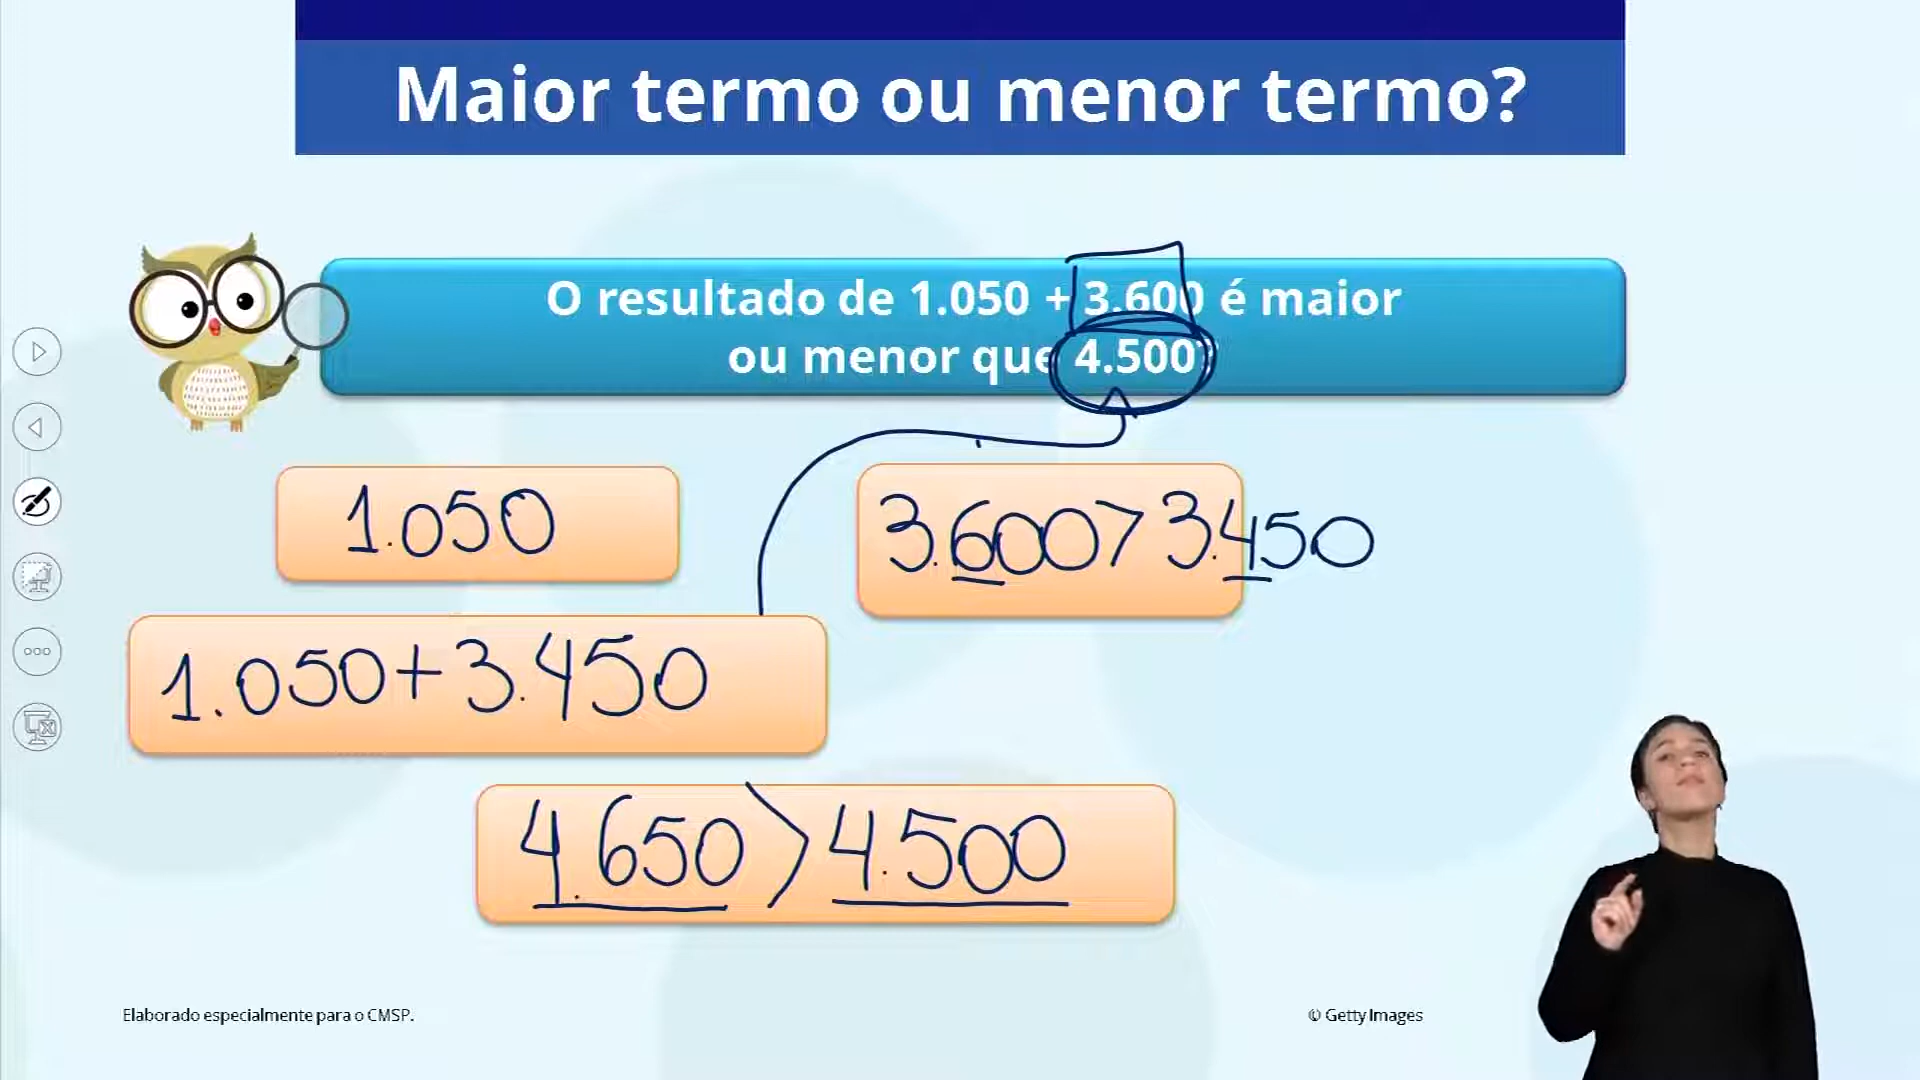 Maior termo ou menor termo?
O resultado de 1.050 + 3.600 é maior
ou menor que 4.500?
1.050
3.600>3.450
1.050+3.450
4.650>4.500
Elaborado especialmente para o CMSP.
© Getty Images